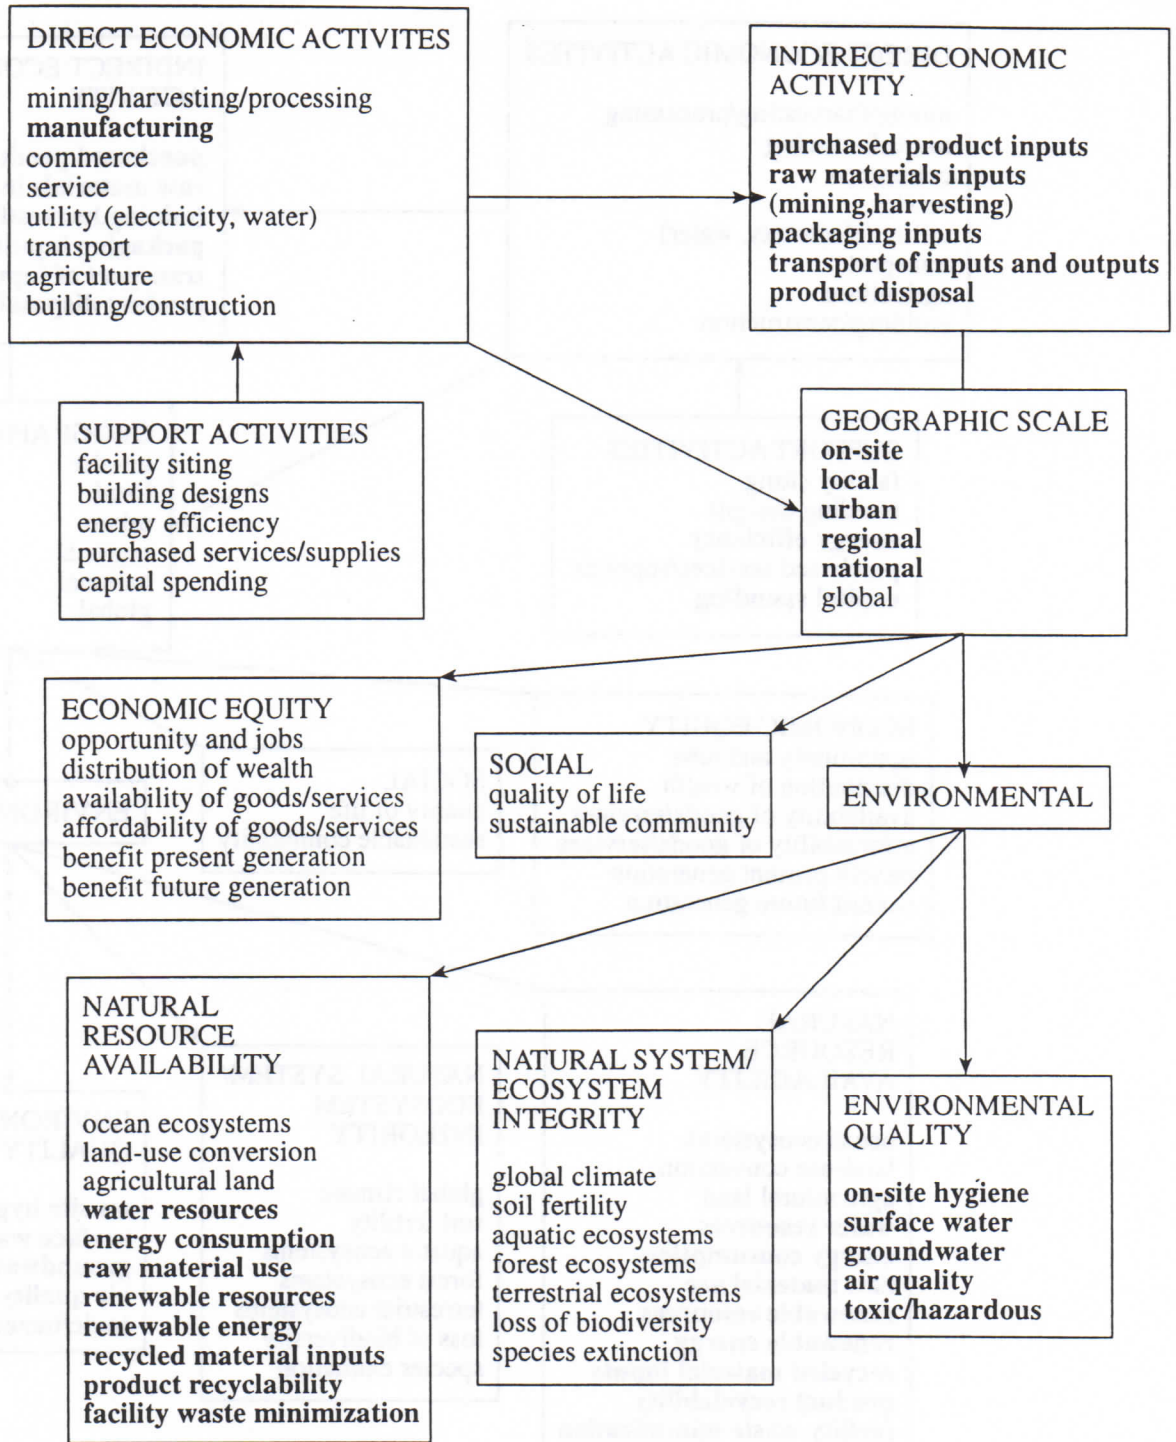 DIRECT ECONOMIC ACTIVITES
mining/harvesting/processing
manufacturing
commerce
service
utility (electricity, water)
transport
agriculture
building/construction
INDIRECT ECONOMIC
ACTIVITY
purchased product inputs
raw materials inputs
(mining,harvesting)
packaging inputs
transport of inputs and outputs
product disposal
SUPPORT ACTIVITIES
facility siting
building designs
energy efficiency
purchased services/supplies
capital spending
GEOGRAPHIC SCALE
on-site
local
urban
regional
national
global
ECONOMIC EQUITY
opportunity and jobs
distribution of wealth
availability of goods/services
affordability of goods/services
benefit present generation
benefit future generation
SOCIAL
quality of life
sustainable community
ENVIRONMENTAL
NATURAL
RESOURCE
AVAILABILITY
ocean ecosystems
land-use conversion
agricultural land
water resources
energy consumption
raw material use
renewable resources
renewable energy
recycled material inputs
product recyclability
facility waste minimization
NATURAL SYSTEM/
ECOSYSTEM
INTEGRITY
global climate
soil fertility
aquatic ecosystems
forest ecosystems
terrestrial ecosystems
loss of biodiversity
species extinction
ENVIRONMENTAL
QUALITY
on-site hygiene
surface water
groundwater
air quality
toxic/hazardous